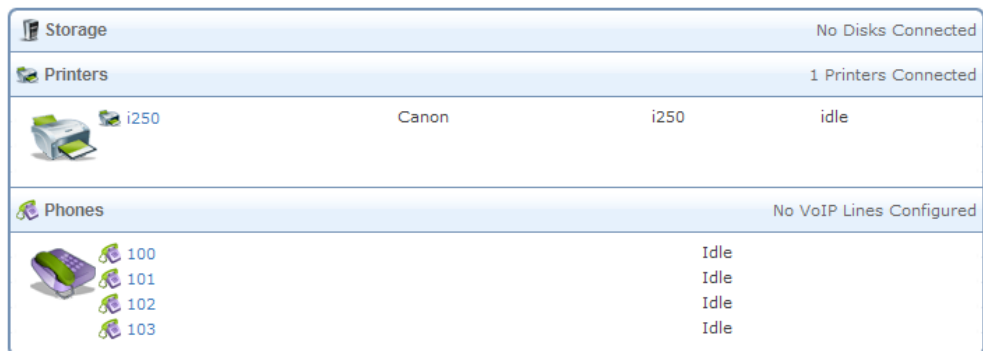 Storage No Disks Connected
Printers 1 Printers Connected
i250 Canon i250 idle
Phones No VoIP Lines Configured
100 Idle
101 Idle
102 Idle
103 Idle